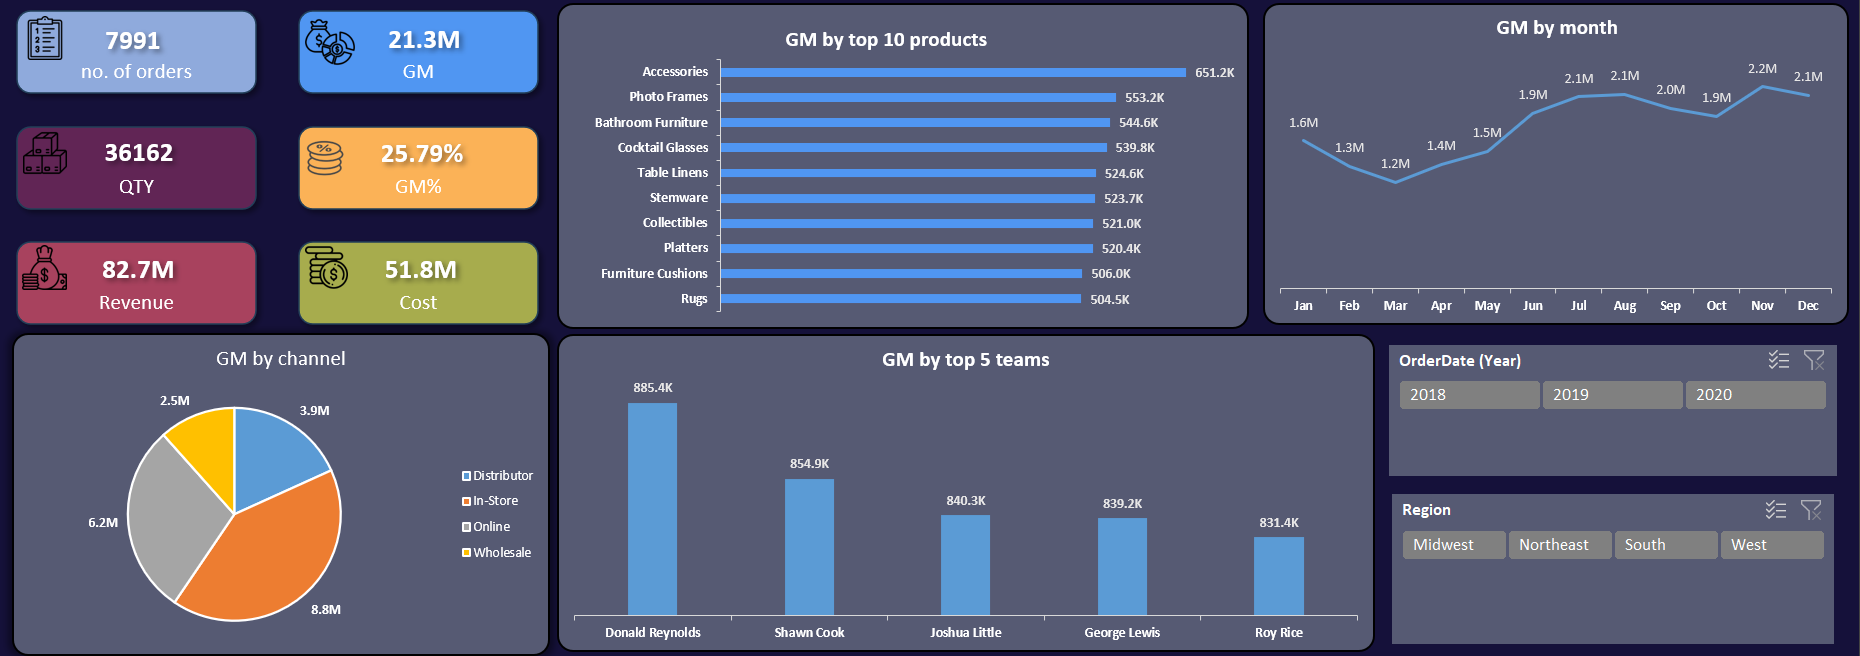 7991
no. of orders
21.3M
GM
36162
QTY
25.79%
GM%
82.7M
Revenue
51.8M
Cost
GM by top 10 products
Accessories 651.2K
Photo Frames 553.2K
Bathroom Furniture 544.6K
Cocktail Glasses 539.8K
Table Linens 524.6K
Stemware 523.7K
Collectibles 521.0K
Platters 520.4K
Furniture Cushions 506.0K
Rugs 504.5K
GM by month
1.6M 1.3M 1.2M 1.4M 1.5M 1.9M 2.1M 2.1M 2.0M 1.9M 2.2M 2.1M
Jan Feb Mar Apr May Jun Jul Aug Sep Oct Nov Dec
GM by channel
2.5M
3.9M
6.2M
8.8M
Distributor
In-Store
Online
Wholesale
GM by top 5 teams
885.4K 854.9K 840.3K 839.2K 831.4K
Donald Reynolds Shawn Cook Joshua Little George Lewis Roy Rice
OrderDate (Year)
2018 2019 2020
Region
Midwest Northeast South West